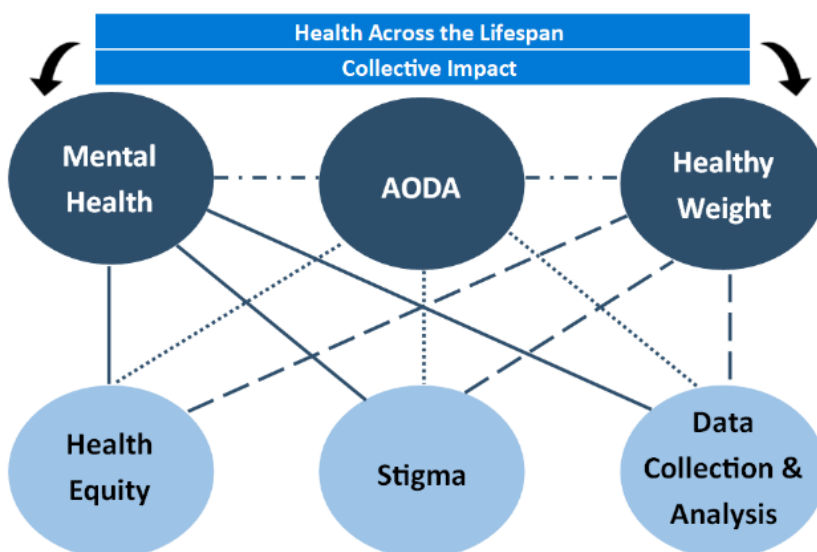 Health Across the Lifespan
Collective Impact
Mental
Health
AODA
Healthy
Weight
Health
Equity
Stigma
Data
Collection &
Analysis